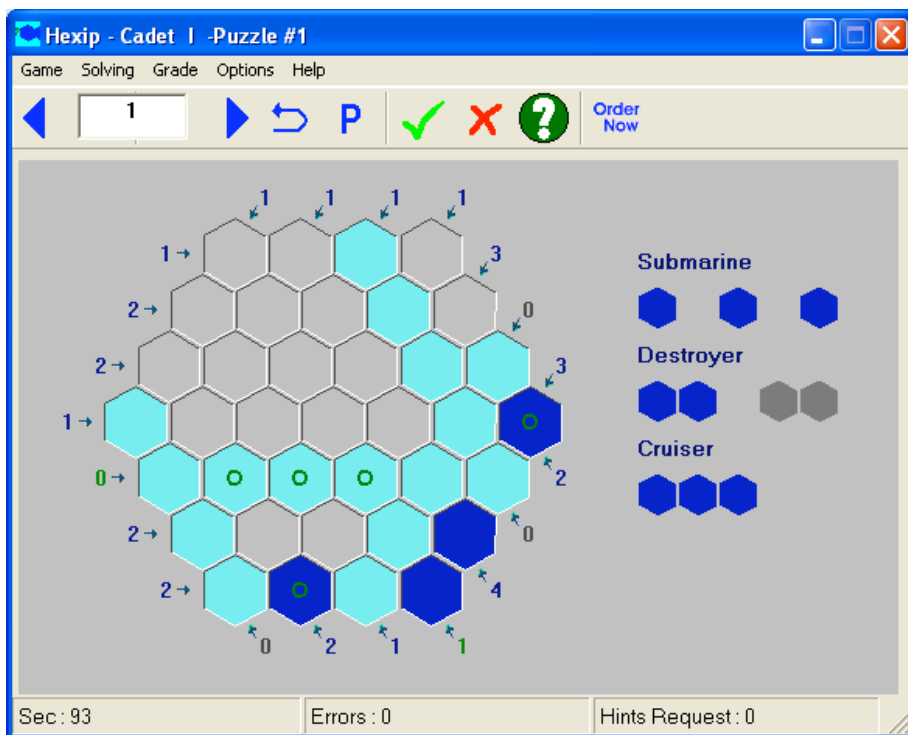 Hexip - Cadet I -Puzzle #1
Game Solving Grade Options Help
1 P ? Order
Now
1 1 1 1
1 3
2 0
2 3
1
0 2
2 0
2 4
0 2 1 1
Submarine
Destroyer
Cruiser
Sec : 93 Errors : 0 Hints Request : 0